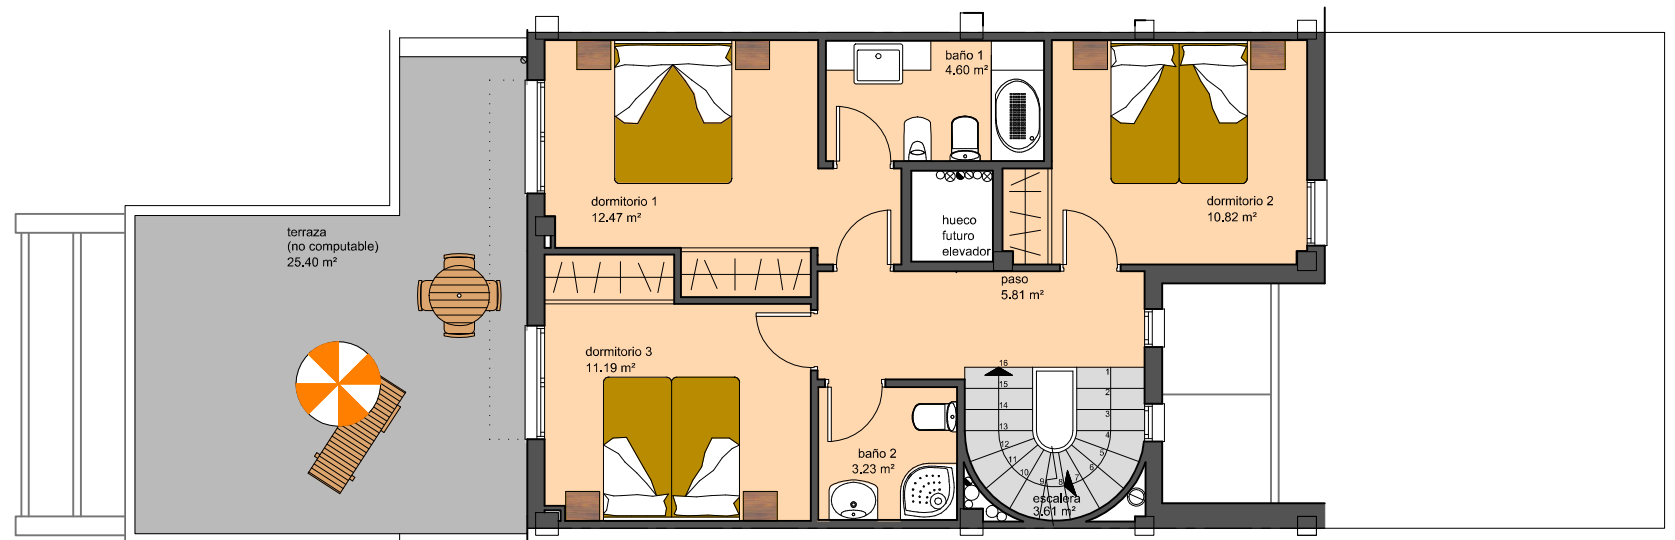 baño 1
4.60 m²
dormitorio 1
12.47 m²
dormitorio 2
10.82 m²
hueco
futuro
elevador
terraza
(no computable)
25.40 m²
paso
5.81 m²
dormitorio 3
11.19 m²
baño 2
3.23 m²
16
15
14
13
12
11
10
9
8
7
6
5
4
3
2
1
escalera
3.61 m²